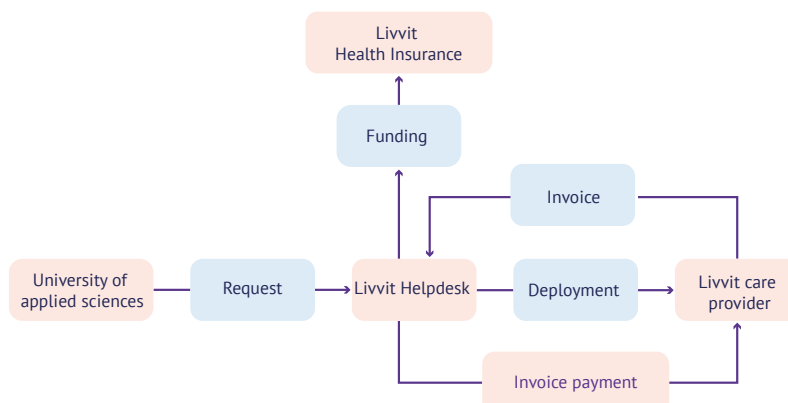 Livvit
Health Insurance
Funding
Invoice
University of
applied sciences
Request
Livvit Helpdesk
Deployment
Livvit care
provider
Invoice payment